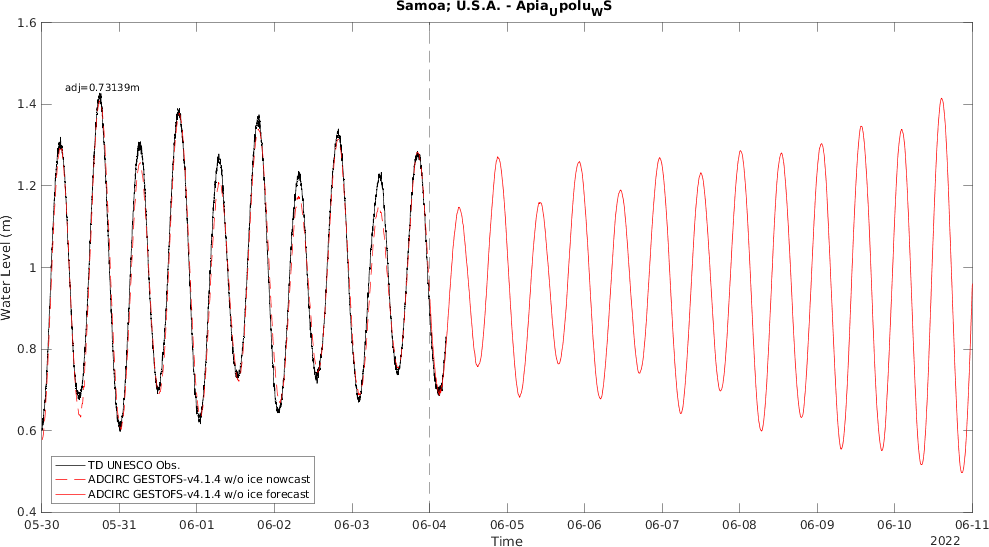 Samoa; U.S.A. - ApiaUpoluWS
1.6
adj=0.73139m
1.4
1.2
Water Level (m)
1
0.8
0.6
TD UNESCO Obs.
ADCIRC GESTOFS-v4.1.4 w/o ice nowcast
ADCIRC GESTOFS-v4.1.4 w/o ice forecast
0.4
05-30 05-31 06-01 06-02 06-03 06-04 06-05 06-06 06-07 06-08 06-09 06-10 06-11
Time
2022